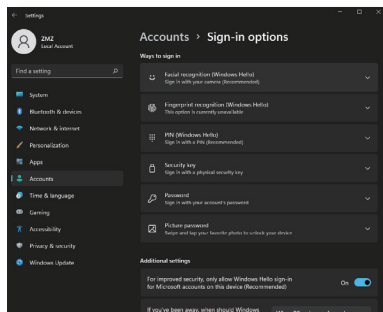 Settings
ZMZ
Local Account
Find a setting
System
Bluetooth & devices
Network & internet
Personalization
Apps
Accounts
Time & language
Gaming
Accessibility
Privacy & security
Windows Update
Accounts > Sign-in options
Ways to sign in
Facial recognition (Windows Hello)
Sign in with your camera (Recommended)
Fingerprint recognition (Windows Hello)
This option is currently unavailable
PIN (Windows Hello)
Sign in with a PIN (Recommended)
Security key
Sign in with a physical security key
Password
Sign in with your account's password
Picture password
Swipe and tap your favorite photo to unlock your device
Additional settings
For improved security, only allow Windows Hello sign-in
for Microsoft accounts on this device (Recommended)
On
If you've been away, when should Windows